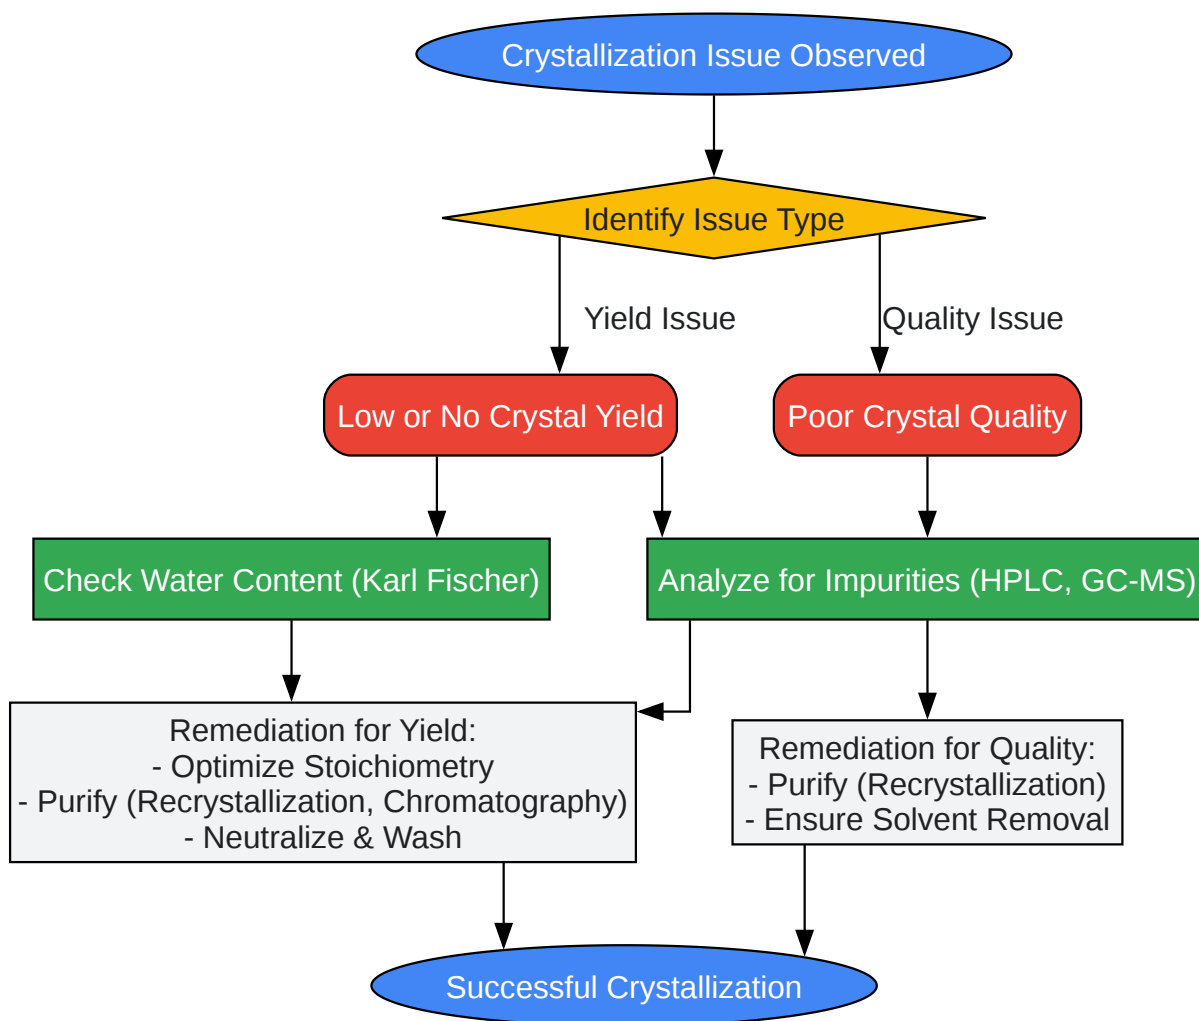 Crystallization Issue Observed
Identify Issue Type
Yield Issue
Quality Issue
Low or No Crystal Yield
Poor Crystal Quality
Check Water Content (Karl Fischer)
Analyze for Impurities (HPLC, GC-MS)
Remediation for Yield:
- Optimize Stoichiometry
- Purify (Recrystallization, Chromatography)
- Neutralize & Wash
Remediation for Quality:
- Purify (Recrystallization)
- Ensure Solvent Removal
Successful Crystallization